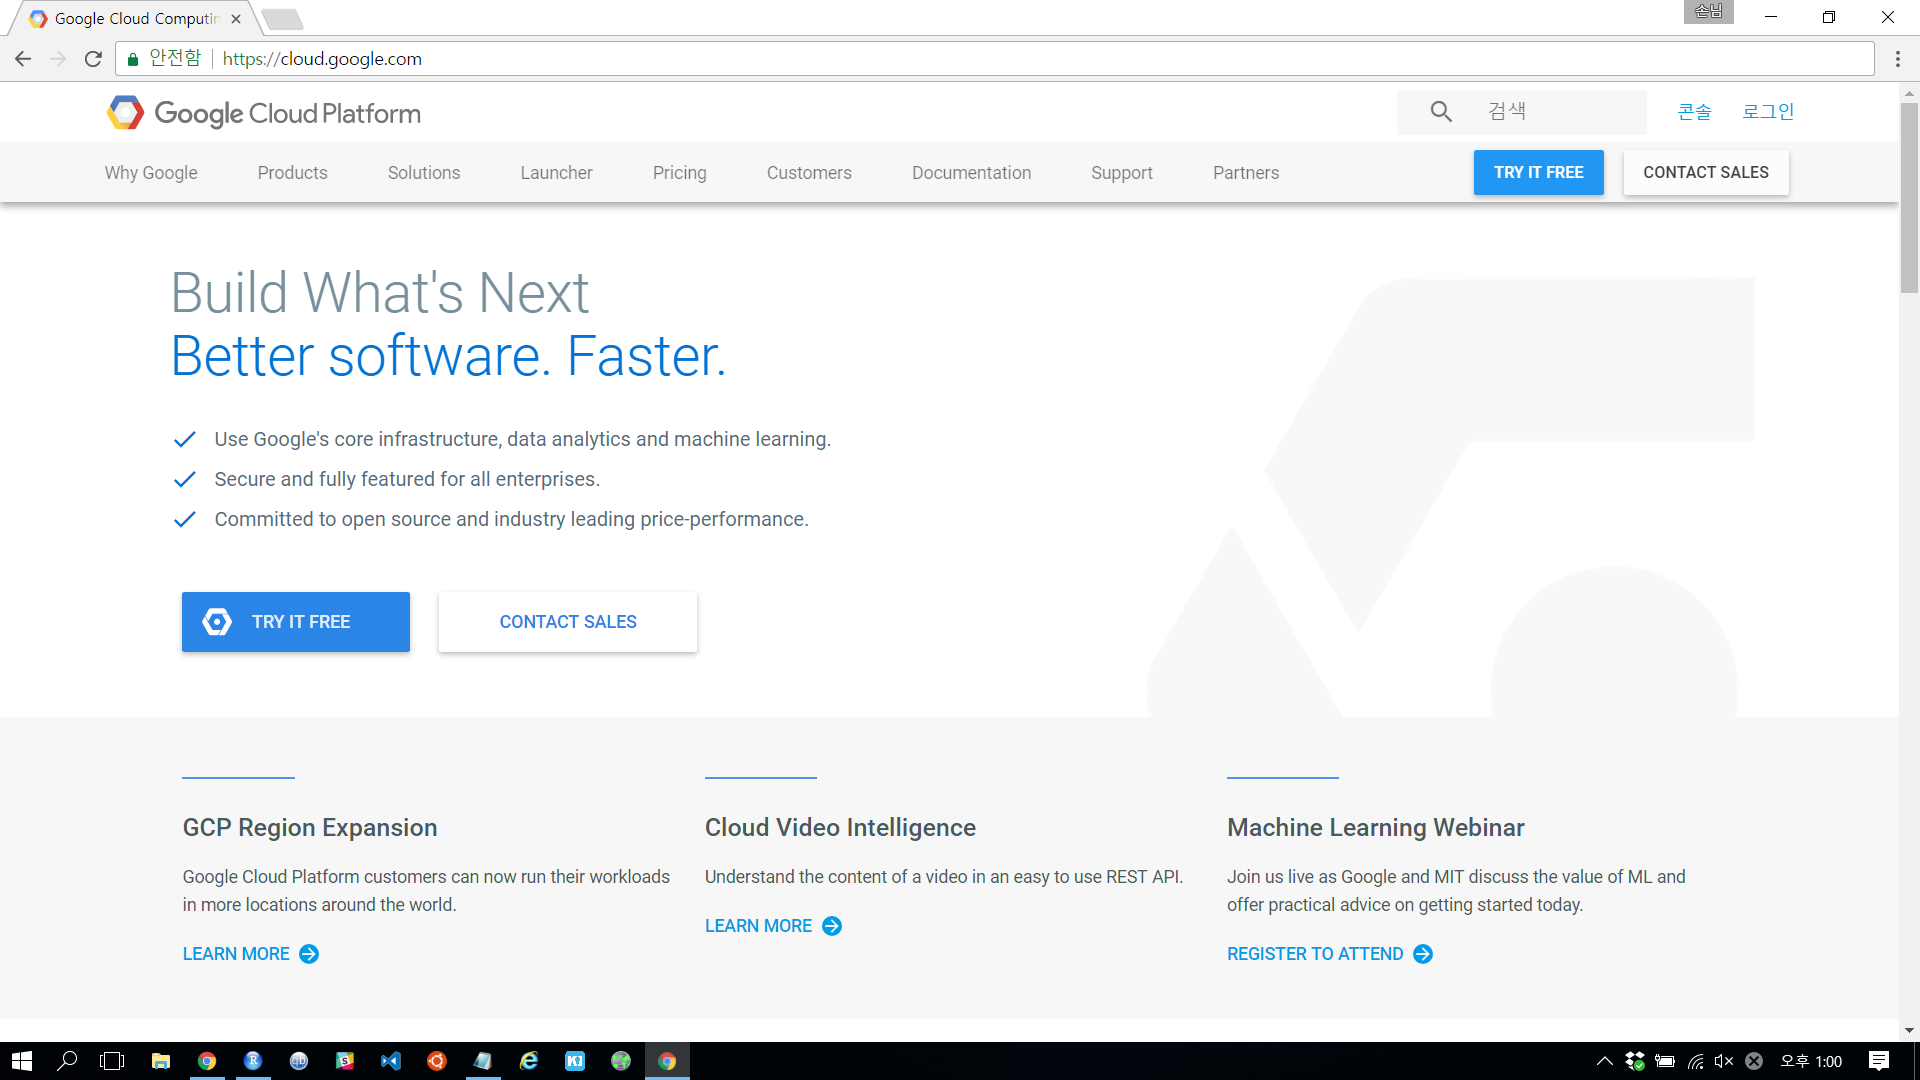 Google Cloud Computin
손님
안전함
https://cloud.google.com
Google Cloud Platform
검색
콘솔
로그인
Why Google
Products
Solutions
Launcher
Pricing
Customers
Documentation
Support
Partners
TRY IT FREE
CONTACT SALES
Build What's Next
Better software. Faster.
Use Google's core infrastructure, data analytics and machine learning.
Secure and fully featured for all enterprises.
Committed to open source and industry leading price-performance.
TRY IT FREE
CONTACT SALES
GCP Region Expansion
Google Cloud Platform customers can now run their workloads
in more locations around the world.
LEARN MORE
Cloud Video Intelligence
Understand the content of a video in an easy to use REST API.
LEARN MORE
Machine Learning Webinar
Join us live as Google and MIT discuss the value of ML and
offer practical advice on getting started today.
REGISTER TO ATTEND
오후 1:00